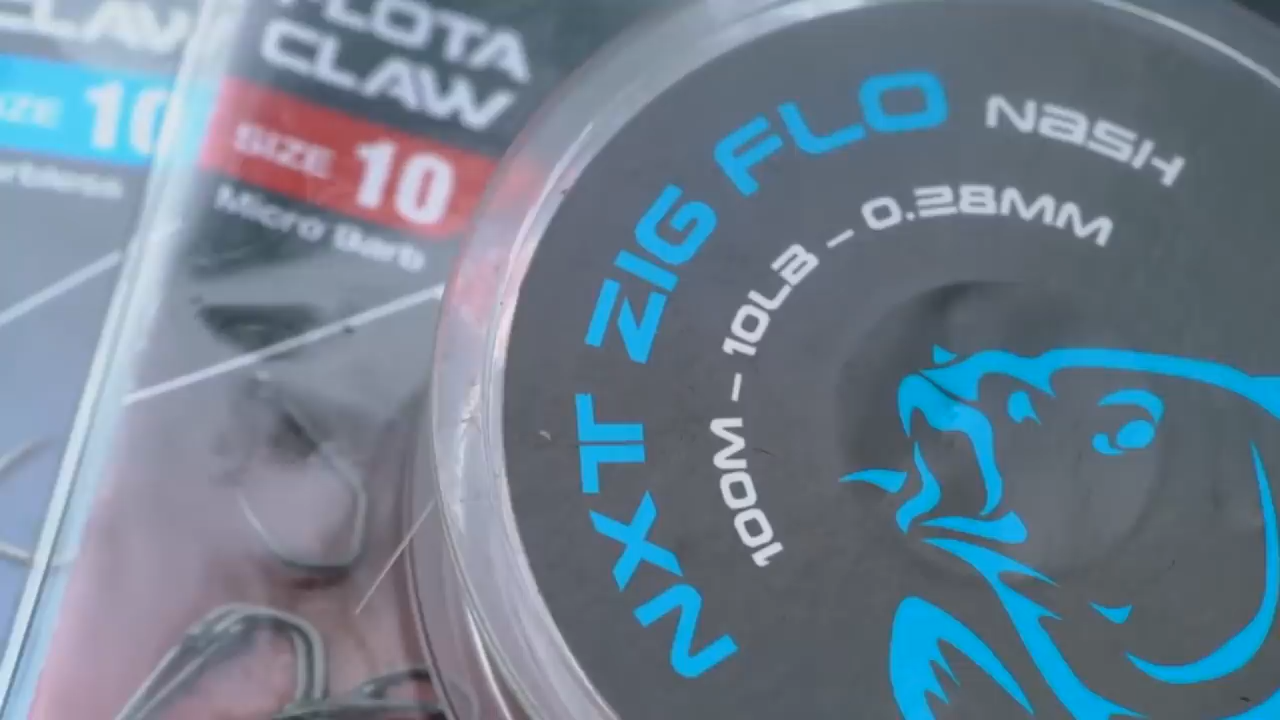 CLAW
SIZE 10
FLOTA
CLAW
SIZE 10
Micro Barb
NXT ZIG FLO NASH
100M – 10LB – 0.28MM